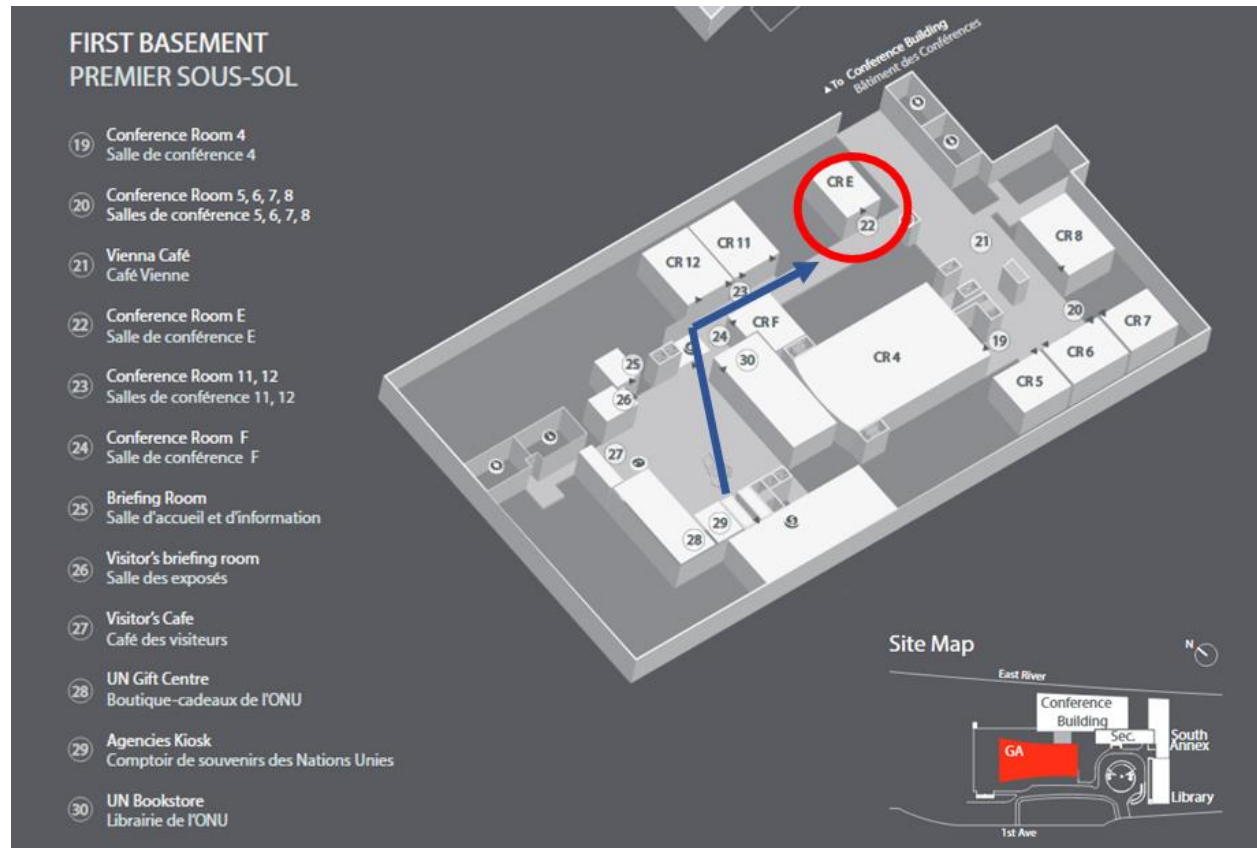 FIRST BASEMENT
PREMIER SOUS-SOL
19 Conference Room 4
Salle de conférence 4
20 Conference Room 5, 6, 7, 8
Salles de conférence 5, 6, 7, 8
21 Vienna Café
Café Vienne
22 Conference Room E
Salle de conférence E
23 Conference Room 11, 12
Salles de conférence 11, 12
24 Conference Room F
Salle de conférence F
25 Briefing Room
Salle d'accueil et d'information
26 Visitor's briefing room
Salle des exposés
27 Visitor's Cafe
Café des visiteurs
28 UN Gift Centre
Boutique-cadeaux de l'ONU
29 Agencies Kiosk
Comptoir de souvenirs des Nations Unies
30 UN Bookstore
Librairie de l'ONU
▲To Conference Building
Bâtiment des Conférences
CR E
22
CR 11
CR 12
23
21
CR 8
20
CR 7
CR 6
CR 5
19
CR 4
CR F
24
30
25
26
27
29
28
Site Map
N
East River
Conference
Building
Sec.
South
Annex
GA
Library
1st Ave